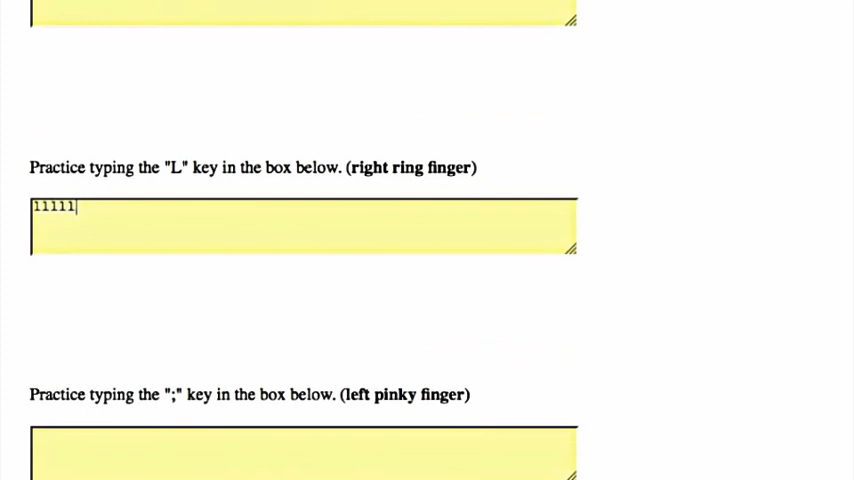 Practice typing the "L" key in the box below. (right ring finger)
lllll
Practice typing the ";" key in the box below. (left pinky finger)